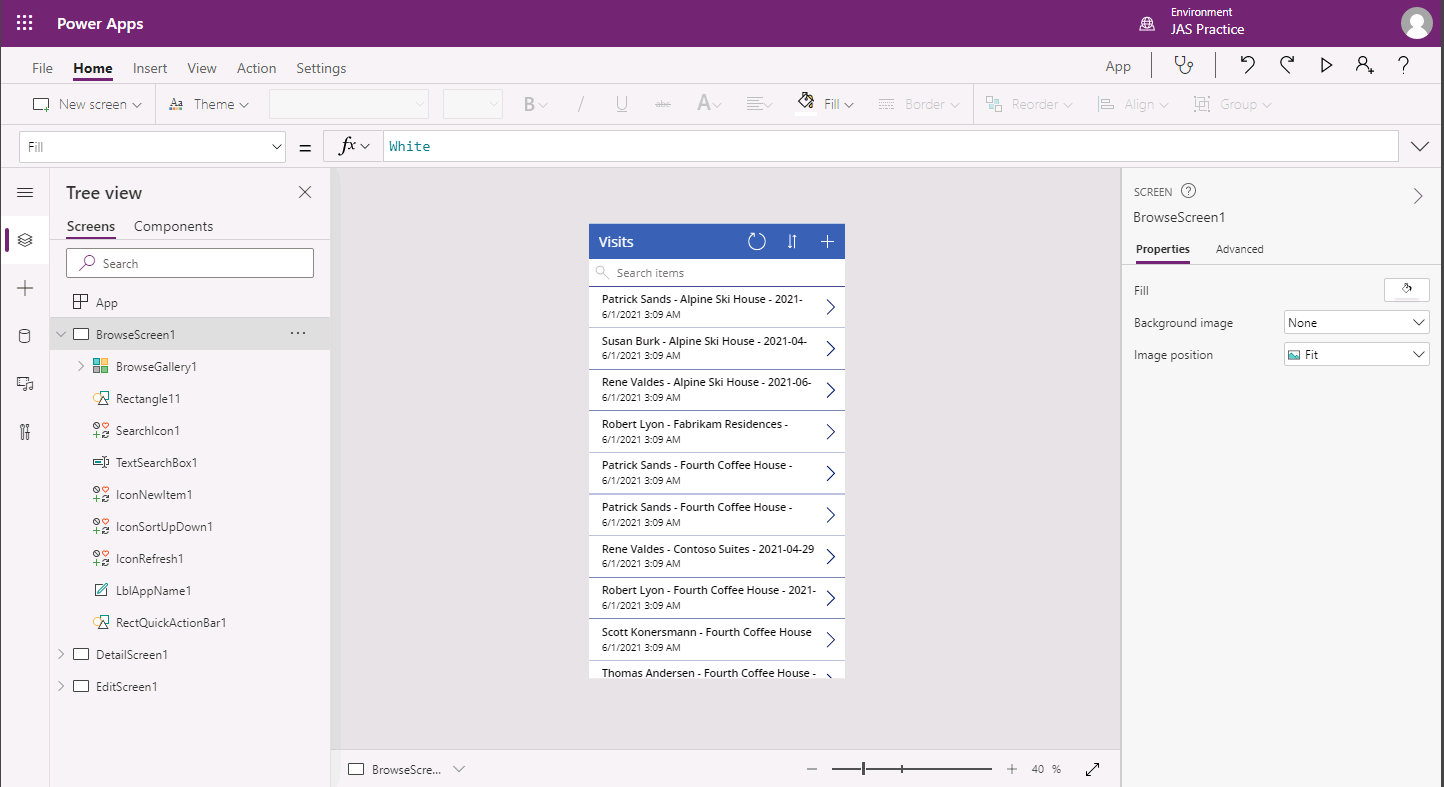 Power Apps
Environment
JAS Practice
File Home Insert View Action Settings App
New screen Theme B / U abc A Fill Border Reorder Align Group
Fill = fx White
Tree view
Screens Components
Search
App
BrowseScreen1 ...
BrowseGallery1
Rectangle11
SearchIcon1
TextSearchBox1
IconNewItem1
IconSortUpDown1
IconRefresh1
LblAppName1
RectQuickActionBar1
DetailScreen1
EditScreen1
Visits
Search items
Patrick Sands - Alpine Ski House - 2021-
6/1/2021 3:09 AM
Susan Burk - Alpine Ski House - 2021-04-
6/1/2021 3:09 AM
Rene Valdes - Alpine Ski House - 2021-06-
6/1/2021 3:09 AM
Robert Lyon - Fabrikam Residences -
6/1/2021 3:09 AM
Patrick Sands - Fourth Coffee House -
6/1/2021 3:09 AM
Patrick Sands - Fourth Coffee House -
6/1/2021 3:09 AM
Rene Valdes - Contoso Suites - 2021-04-29
6/1/2021 3:09 AM
Robert Lyon - Fourth Coffee House - 2021-
6/1/2021 3:09 AM
Scott Konersmann - Fourth Coffee House
6/1/2021 3:09 AM
Thomas Andersen - Fourth Coffee House -
BrowseScre...
40 %
SCREEN ?
BrowseScreen1
Properties Advanced
Fill
Background image None
Image position Fit